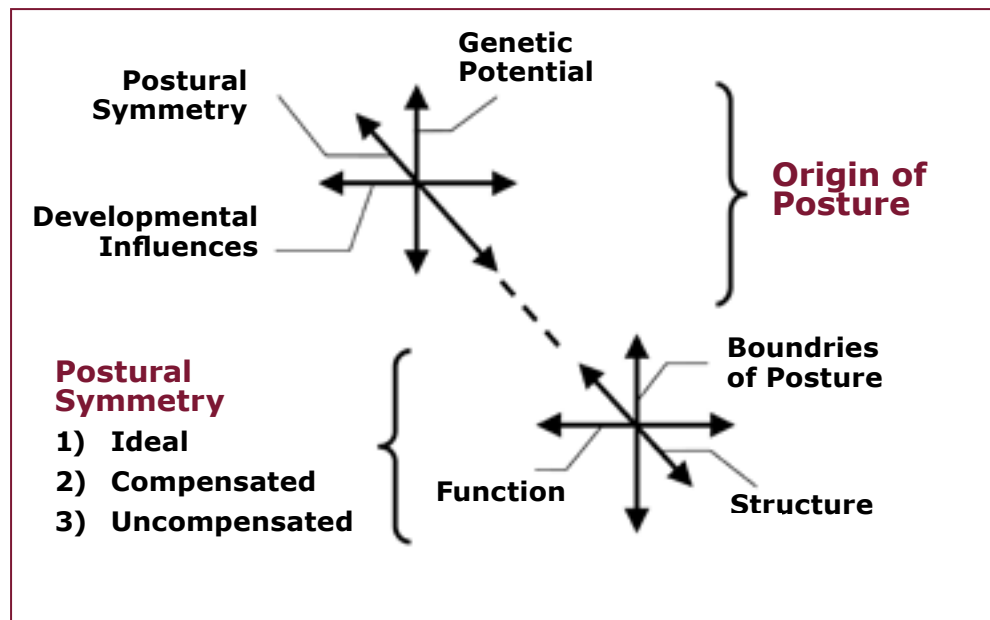 Genetic
Potential
Postural
Symmetry
Developmental
Influences
Origin of
Posture
Boundries
of Posture
Function
Structure
Postural
Symmetry
1) Ideal
2) Compensated
3) Uncompensated